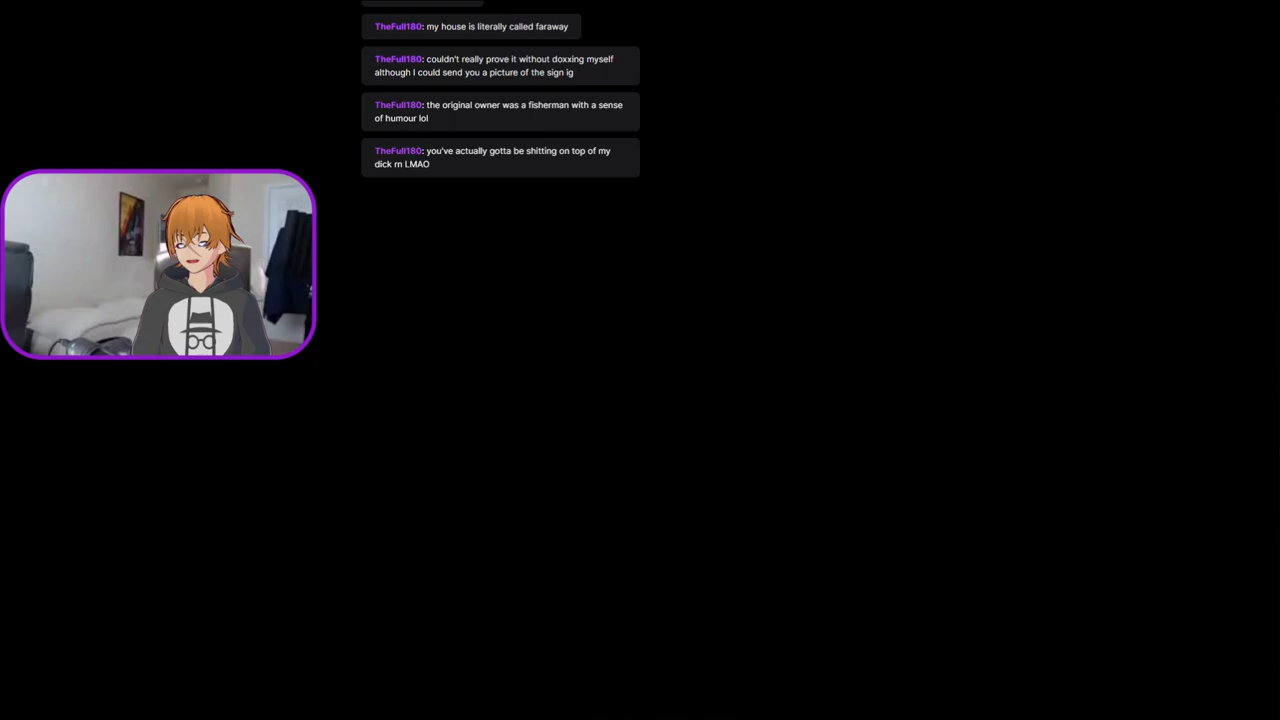 TheFull180: my house is literally called faraway
TheFull180: couldn't really prove it without doxxing myself
although I could send you a picture of the sign ig
TheFull180: the original owner was a fisherman with a sense
of humour lol
TheFull180: you've actually gotta be shitting on top of my
dick rn LMAO